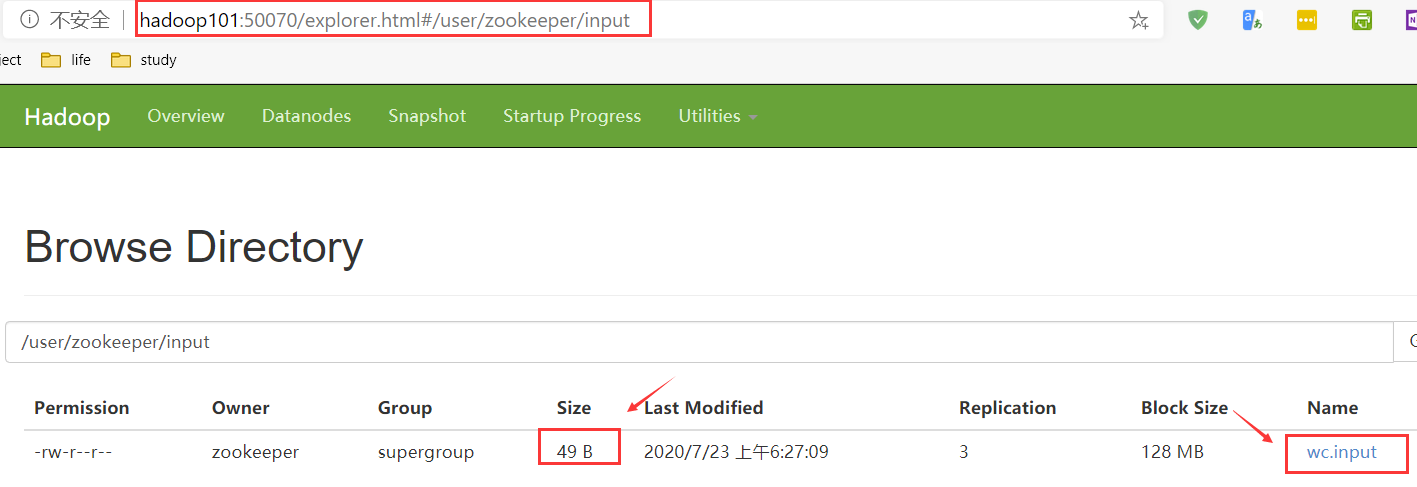 不安全 hadoop101:50070/explorer.html#/user/zookeeper/input
ject life study
Hadoop Overview Datanodes Snapshot Startup Progress Utilities
Browse Directory
/user/zookeeper/input
Permission Owner Group Size Last Modified Replication Block Size Name
-rw-r--r-- zookeeper supergroup 49 B 2020/7/23 上午6:27:09 3 128 MB wc.input